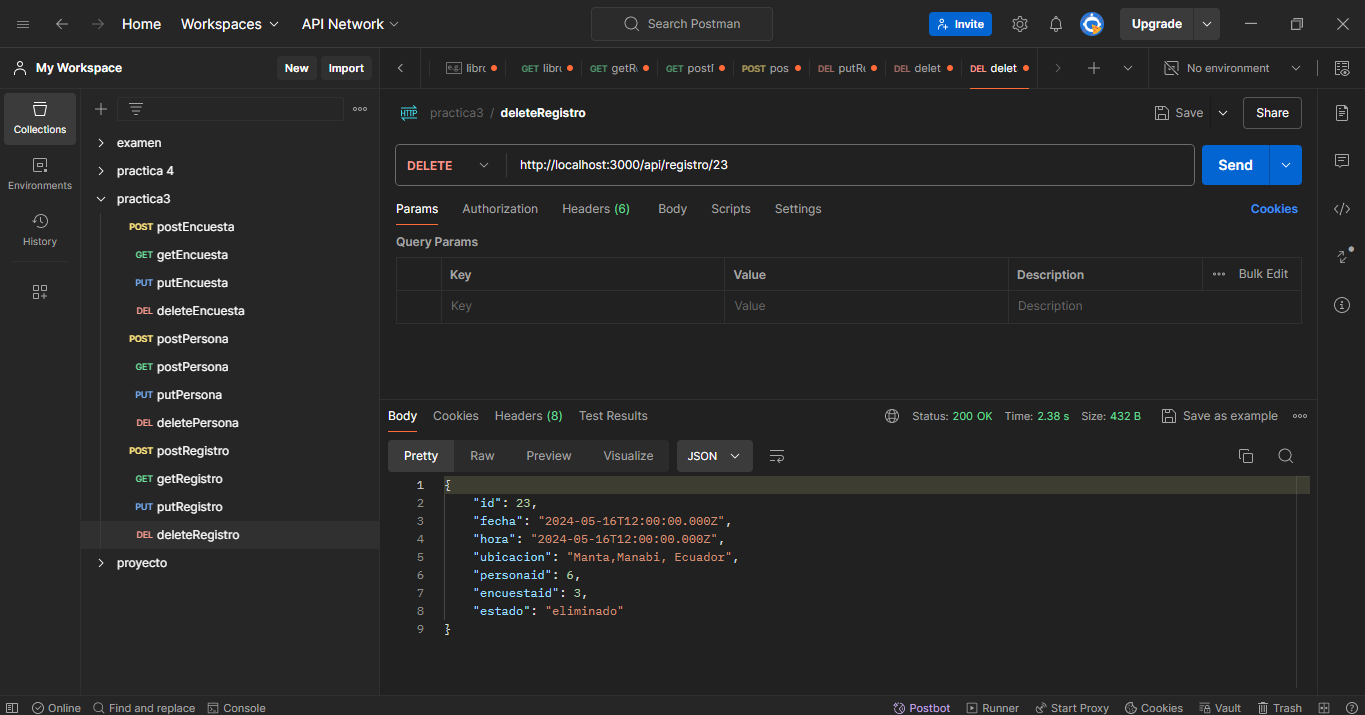 Home Workspaces API Network Search Postman Invite Upgrade
My Workspace New Import
libro GET libro GET getRe GET postP POST pos DEL putRe DEL delet DEL delet No environment
Collections
Environments
History
examen
practica 4
practica3
POST postEncuesta
GET getEncuesta
PUT putEncuesta
DEL deleteEncuesta
POST postPersona
GET postPersona
PUT putPersona
DEL deletePersona
POST postRegistro
GET getRegistro
PUT putRegistro
DEL deleteRegistro
proyecto
HTTP practica3 / deleteRegistro Save Share
DELETE http://localhost:3000/api/registro/23 Send
Params Authorization Headers (6) Body Scripts Settings Cookies
Query Params
Key Value Description Bulk Edit
Key Value Description
Body Cookies Headers (8) Test Results Status: 200 OK Time: 2.38 s Size: 432 B Save as example
Pretty Raw Preview Visualize JSON
1 {
2 "id": 23,
3 "fecha": "2024-05-16T12:00:00.000Z",
4 "hora": "2024-05-16T12:00:00.000Z",
5 "ubicacion": "Manta,Manabi, Ecuador",
6 "personaid": 6,
7 "encuestaid": 3,
8 "estado": "eliminado"
9 }
Online Find and replace Console Postbot Runner Start Proxy Cookies Vault Trash